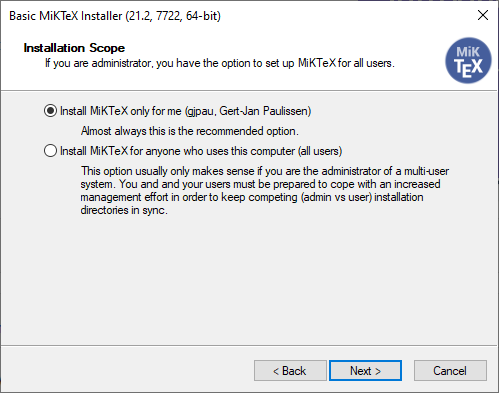 Basic MiKTeX Installer (21.2, 7722, 64-bit)
Installation Scope
If you are administrator, you have the option to set up MiKTeX for all users.
MiK
TEX
Install MiKTeX only for me (gjpau, Gert-Jan Paulissen)
Almost always this is the recommended option.
Install MiKTeX for anyone who uses this computer (all users)
This option usually only makes sense if you are the administrator of a multi-user
system. You and and your users must be prepared to cope with an increased
management effort in order to keep competing (admin vs user) installation
directories in sync.
< Back
Next >
Cancel